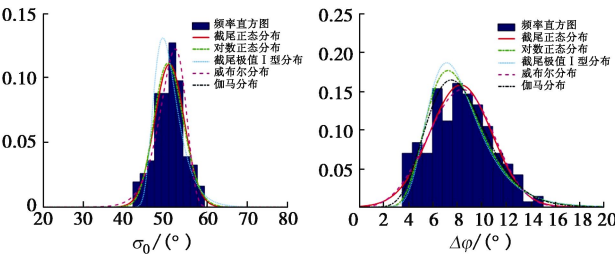 0.15
0.10
0.05
0
20 30 40 50 60 70 80
σ₀/(°)
频率直方图
截尾正态分布
对数正态分布
截尾极值Ⅰ型分布
威布尔分布
伽马分布
0.25
0.20
0.15
0.10
0.05
0 2 4 6 8 10 12 14 16 18 20
Δφ/(°)
频率直方图
截尾正态分布
对数正态分布
截尾极值Ⅰ型分布
威布尔分布
伽马分布